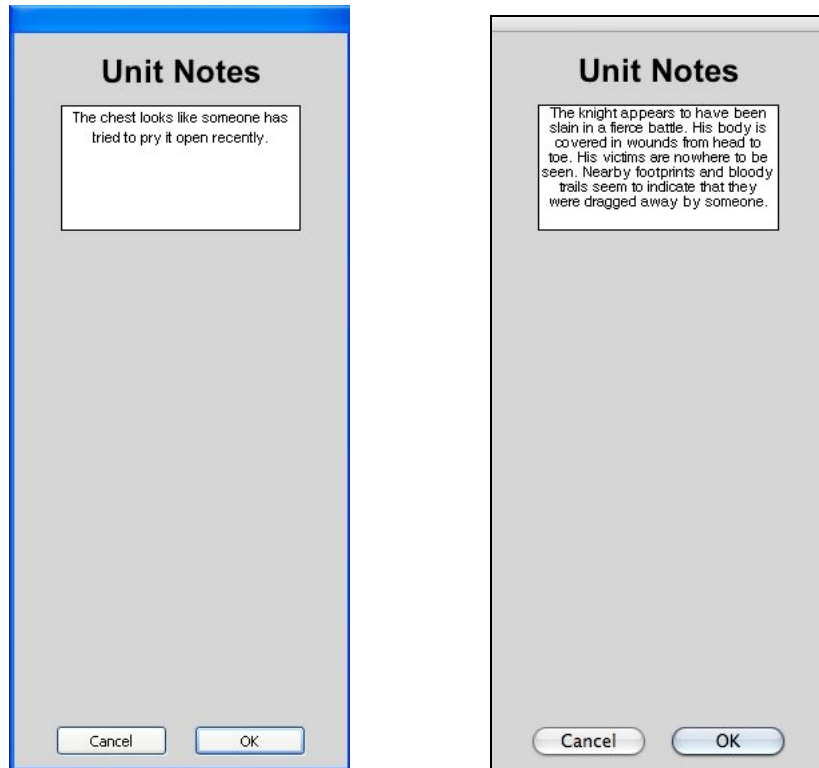 Unit Notes
The chest looks like someone has
tried to pry it open recently.
Cancel
OK
Unit Notes
The knight appears to have been
slain in a fierce battle. His body is
covered in wounds from head to
toe. His victims are nowhere to be
seen. Nearby footprints and bloody
trails seem to indicate that they
were dragged away by someone.
Cancel
OK